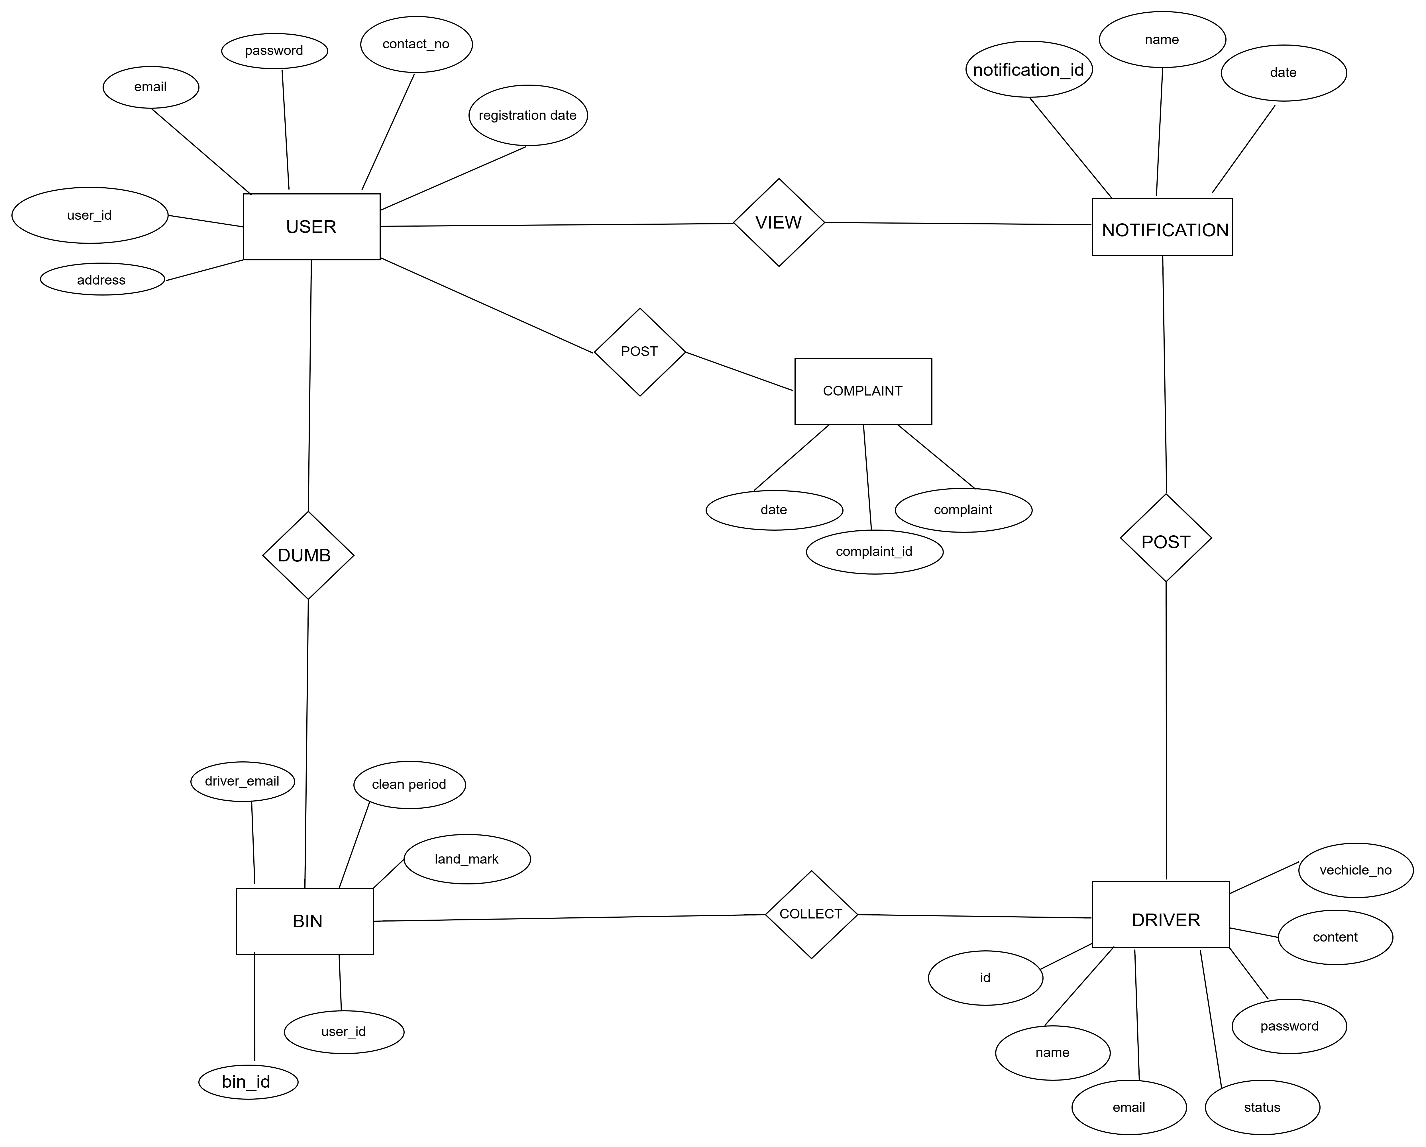 name
contact_no
password
notification_id
date
email
registration date
user_id
USER
VIEW
NOTIFICATION
address
POST
COMPLAINT
date
complaint
complaint_id
DUMB
POST
driver_email
clean period
land_mark
vechicle_no
BIN
COLLECT
DRIVER
content
id
user_id
password
name
bin_id
email
status